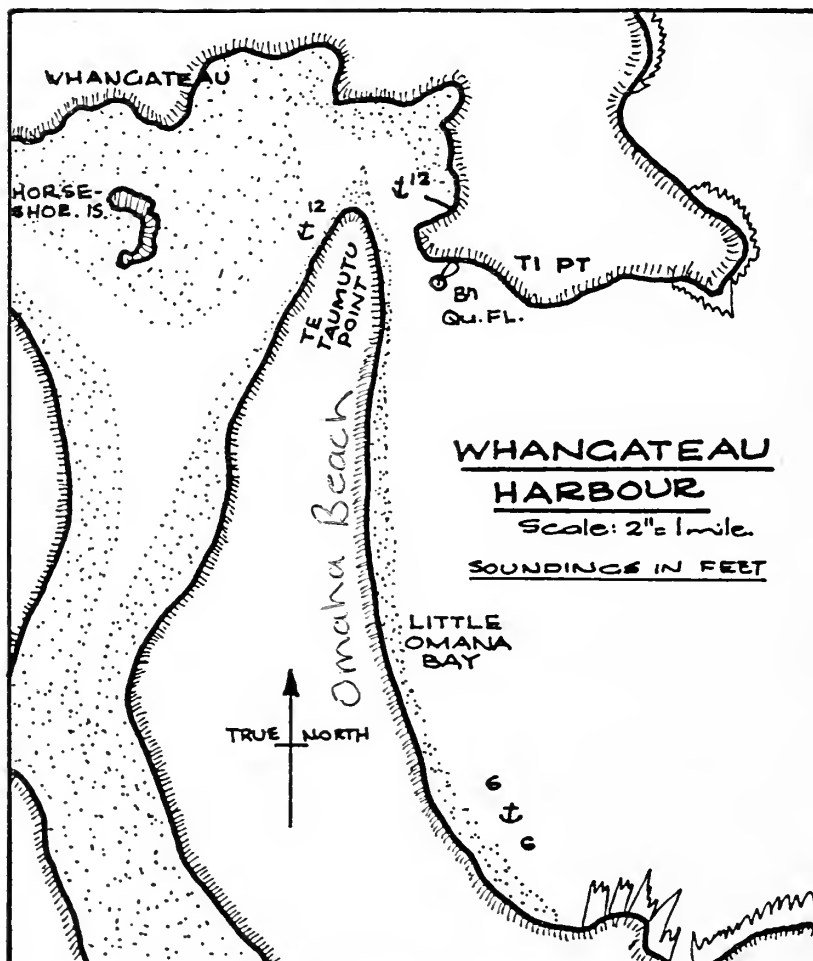 WHANGATEAU
HORSE-
SHOE. IS.
12
12
TE
TAUMUTU
POINT
TI PT
Bn
Qu.FL.
Omaha Beach
WHANGATEAU
HARBOUR
Scale: 2"= 1 mile.
SOUNDINGS IN FEET
LITTLE
OMANA
BAY
TRUE NORTH
6
6